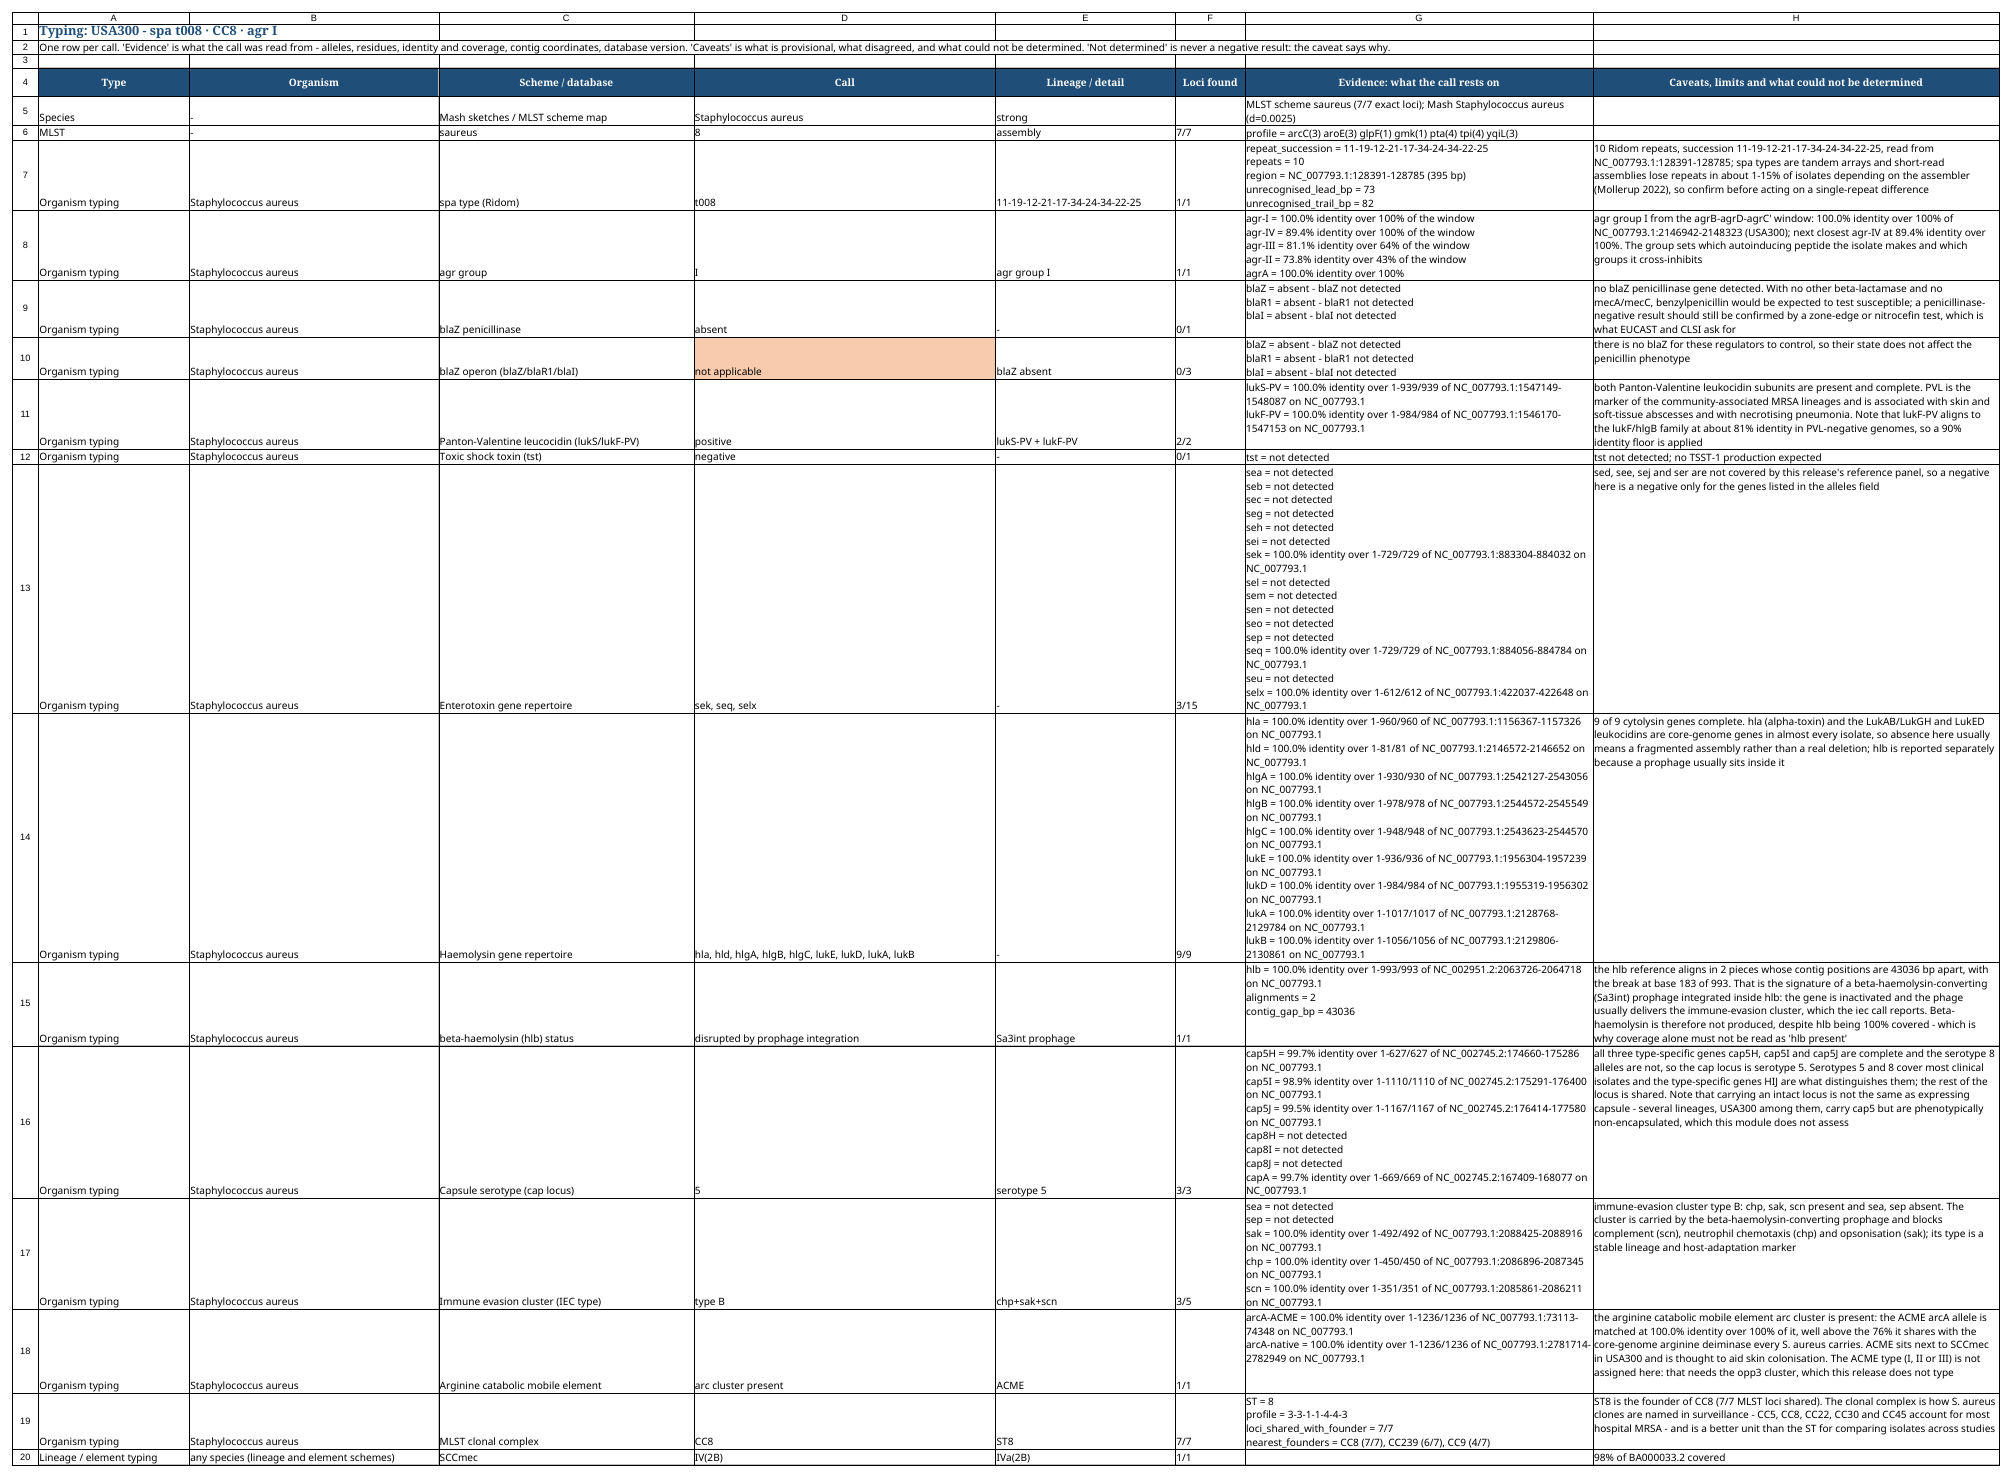 A B C D E F G H
1 Typing: USA300 - spa t008 · CC8 · agr I
2 One row per call. 'Evidence' is what the call was read from - alleles, residues, identity and coverage, contig coordinates, database version. 'Caveats' is what is provisional, what disagreed, and what could not be determined. 'Not determined' is never a negative result: the caveat says why.
3
4 Type Organism Scheme / database Call Lineage / detail Loci found Evidence: what the call rests on Caveats, limits and what could not be determined
5 Species - Mash sketches / MLST scheme map Staphylococcus aureus strong
MLST scheme saureus (7/7 exact loci); Mash Staphylococcus aureus
(d=0.0025)
6 MLST - saureus 8 assembly 7/7 profile = arcC(3) aroE(3) glpF(1) gmk(1) pta(4) tpi(4) yqiL(3)
7 Organism typing Staphylococcus aureus spa type (Ridom) t008 11-19-12-21-17-34-24-34-22-25 1/1
repeat_succession = 11-19-12-21-17-34-24-34-22-25
repeats = 10
region = NC_007793.1:128391-128785 (395 bp)
unrecognised_lead_bp = 73
unrecognised_trail_bp = 82
10 Ridom repeats, succession 11-19-12-21-17-34-24-34-22-25, read from
NC_007793.1:128391-128785; spa types are tandem arrays and short-read
assemblies lose repeats in about 1-15% of isolates depending on the assembler
(Mollerup 2022), so confirm before acting on a single-repeat difference
8 Organism typing Staphylococcus aureus agr group I agr group I 1/1
agr-I = 100.0% identity over 100% of the window
agr-IV = 89.4% identity over 100% of the window
agr-III = 81.1% identity over 64% of the window
agr-II = 73.8% identity over 43% of the window
agrA = 100.0% identity over 100%
agr group I from the agrB-agrD-agrC' window: 100.0% identity over 100% of
NC_007793.1:2146942-2148323 (USA300); next closest agr-IV at 89.4% identity over
100%. The group sets which autoinducing peptide the isolate makes and which
groups it cross-inhibits
9 Organism typing Staphylococcus aureus blaZ penicillinase absent - 0/1
blaZ = absent - blaZ not detected
blaR1 = absent - blaR1 not detected
blaI = absent - blaI not detected
no blaZ penicillinase gene detected. With no other beta-lactamase and no
mecA/mecC, benzylpenicillin would be expected to test susceptible; a penicillinase-
negative result should still be confirmed by a zone-edge or nitrocefin test, which is
what EUCAST and CLSI ask for
10 Organism typing Staphylococcus aureus blaZ operon (blaZ/blaR1/blaI) not applicable blaZ absent 0/3
blaZ = absent - blaZ not detected
blaR1 = absent - blaR1 not detected
blaI = absent - blaI not detected
there is no blaZ for these regulators to control, so their state does not affect the
penicillin phenotype
11 Organism typing Staphylococcus aureus Panton-Valentine leucocidin (lukS/lukF-PV) positive lukS-PV + lukF-PV 2/2
lukS-PV = 100.0% identity over 1-939/939 of NC_007793.1:1547149-
1548087 on NC_007793.1
lukF-PV = 100.0% identity over 1-984/984 of NC_007793.1:1546170-
1547153 on NC_007793.1
both Panton-Valentine leukocidin subunits are present and complete. PVL is the
marker of the community-associated MRSA lineages and is associated with skin and
soft-tissue abscesses and with necrotising pneumonia. Note that lukF-PV aligns to
the lukF/hlgB family at about 81% identity in PVL-negative genomes, so a 90%
identity floor is applied
12 Organism typing Staphylococcus aureus Toxic shock toxin (tst) negative - 0/1 tst = not detected tst not detected; no TSST-1 production expected
13 Organism typing Staphylococcus aureus Enterotoxin gene repertoire sek, seq, selx - 3/15
sea = not detected
seb = not detected
sec = not detected
seg = not detected
seh = not detected
sei = not detected
sek = 100.0% identity over 1-729/729 of NC_007793.1:883304-884032 on
NC_007793.1
sel = not detected
sem = not detected
sen = not detected
seo = not detected
sep = not detected
seq = 100.0% identity over 1-729/729 of NC_007793.1:884056-884784 on
NC_007793.1
seu = not detected
selx = 100.0% identity over 1-612/612 of NC_007793.1:422037-422648 on
NC_007793.1
sed, see, sej and ser are not covered by this release's reference panel, so a negative
here is a negative only for the genes listed in the alleles field
14 Organism typing Staphylococcus aureus Haemolysin gene repertoire hla, hld, hlgA, hlgB, hlgC, lukE, lukD, lukA, lukB - 9/9
hla = 100.0% identity over 1-960/960 of NC_007793.1:1156367-1157326
on NC_007793.1
hld = 100.0% identity over 1-81/81 of NC_007793.1:2146572-2146652 on
NC_007793.1
hlgA = 100.0% identity over 1-930/930 of NC_007793.1:2542127-2543056
on NC_007793.1
hlgB = 100.0% identity over 1-978/978 of NC_007793.1:2544572-2545549
on NC_007793.1
hlgC = 100.0% identity over 1-948/948 of NC_007793.1:2543623-2544570
on NC_007793.1
lukE = 100.0% identity over 1-936/936 of NC_007793.1:1956304-1957239
on NC_007793.1
lukD = 100.0% identity over 1-984/984 of NC_007793.1:1955319-1956302
on NC_007793.1
lukA = 100.0% identity over 1-1017/1017 of NC_007793.1:2128768-
2129784 on NC_007793.1
lukB = 100.0% identity over 1-1056/1056 of NC_007793.1:2129806-
2130861 on NC_007793.1
9 of 9 cytolysin genes complete. hla (alpha-toxin) and the LukAB/LukGH and LukED
leukocidins are core-genome genes in almost every isolate, so absence here usually
means a fragmented assembly rather than a real deletion; hlb is reported separately
because a prophage usually sits inside it
15 Organism typing Staphylococcus aureus beta-haemolysin (hlb) status disrupted by prophage integration Sa3int prophage 1/1
hlb = 100.0% identity over 1-993/993 of NC_002951.2:2063726-2064718
on NC_007793.1
alignments = 2
contig_gap_bp = 43036
the hlb reference aligns in 2 pieces whose contig positions are 43036 bp apart, with
the break at base 183 of 993. That is the signature of a beta-haemolysin-converting
(Sa3int) prophage integrated inside hlb: the gene is inactivated and the phage
usually delivers the immune-evasion cluster, which the iec call reports. Beta-
haemolysin is therefore not produced, despite hlb being 100% covered - which is
why coverage alone must not be read as 'hlb present'
16 Organism typing Staphylococcus aureus Capsule serotype (cap locus) 5 serotype 5 3/3
cap5H = 99.7% identity over 1-627/627 of NC_002745.2:174660-175286
on NC_007793.1
cap5I = 98.9% identity over 1-1110/1110 of NC_002745.2:175291-176400
on NC_007793.1
cap5J = 99.5% identity over 1-1167/1167 of NC_002745.2:176414-177580
on NC_007793.1
cap8H = not detected
cap8I = not detected
cap8J = not detected
capA = 99.7% identity over 1-669/669 of NC_002745.2:167409-168077 on
NC_007793.1
all three type-specific genes cap5H, cap5I and cap5J are complete and the serotype 8
alleles are not, so the cap locus is serotype 5. Serotypes 5 and 8 cover most clinical
isolates and the type-specific genes HIJ are what distinguishes them; the rest of the
locus is shared. Note that carrying an intact locus is not the same as expressing
capsule - several lineages, USA300 among them, carry cap5 but are phenotypically
non-encapsulated, which this module does not assess
17 Organism typing Staphylococcus aureus Immune evasion cluster (IEC type) type B chp+sak+scn 3/5
sea = not detected
sep = not detected
sak = 100.0% identity over 1-492/492 of NC_007793.1:2088425-2088916
on NC_007793.1
chp = 100.0% identity over 1-450/450 of NC_007793.1:2086896-2087345
on NC_007793.1
scn = 100.0% identity over 1-351/351 of NC_007793.1:2085861-2086211
on NC_007793.1
immune-evasion cluster type B: chp, sak, scn present and sea, sep absent. The
cluster is carried by the beta-haemolysin-converting prophage and blocks
complement (scn), neutrophil chemotaxis (chp) and opsonisation (sak); its type is a
stable lineage and host-adaptation marker
18 Organism typing Staphylococcus aureus Arginine catabolic mobile element arc cluster present ACME 1/1
arcA-ACME = 100.0% identity over 1-1236/1236 of NC_007793.1:73113-
74348 on NC_007793.1
arcA-native = 100.0% identity over 1-1236/1236 of NC_007793.1:2781714-
2782949 on NC_007793.1
the arginine catabolic mobile element arc cluster is present: the ACME arcA allele is
matched at 100.0% identity over 100% of it, well above the 76% it shares with the
core-genome arginine deiminase every S. aureus carries. ACME sits next to SCCmec
in USA300 and is thought to aid skin colonisation. The ACME type (I, II or III) is not
assigned here: that needs the opp3 cluster, which this release does not type
19 Organism typing Staphylococcus aureus MLST clonal complex CC8 ST8 7/7
ST = 8
profile = 3-3-1-1-4-4-3
loci_shared_with_founder = 7/7
nearest_founders = CC8 (7/7), CC239 (6/7), CC9 (4/7)
ST8 is the founder of CC8 (7/7 MLST loci shared). The clonal complex is how S. aureus
clones are named in surveillance - CC5, CC8, CC22, CC30 and CC45 account for most
hospital MRSA - and is a better unit than the ST for comparing isolates across studies
20 Lineage / element typing any species (lineage and element schemes) SCCmec IV(2B) IVa(2B) 1/1 98% of BA000033.2 covered